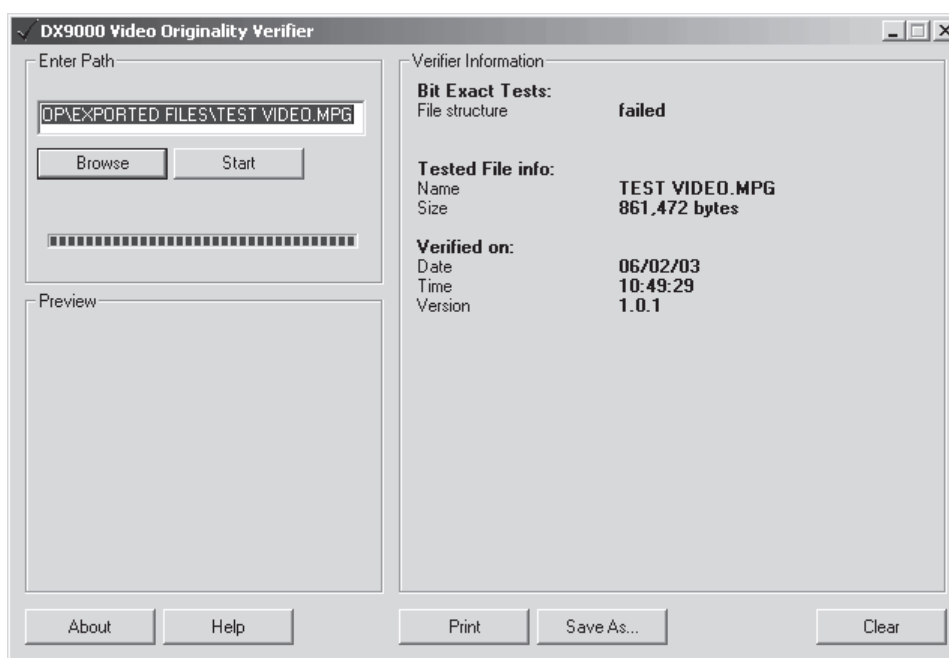 DX9000 Video Originality Verifier
Enter Path
OP\EXPORTED FILES\TEST VIDEO.MPG
Browse Start
Preview
Verifier Information
Bit Exact Tests:
File structure failed
Tested File info:
Name TEST VIDEO.MPG
Size 861,472 bytes
Verified on:
Date 06/02/03
Time 10:49:29
Version 1.0.1
About Help Print Save As... Clear